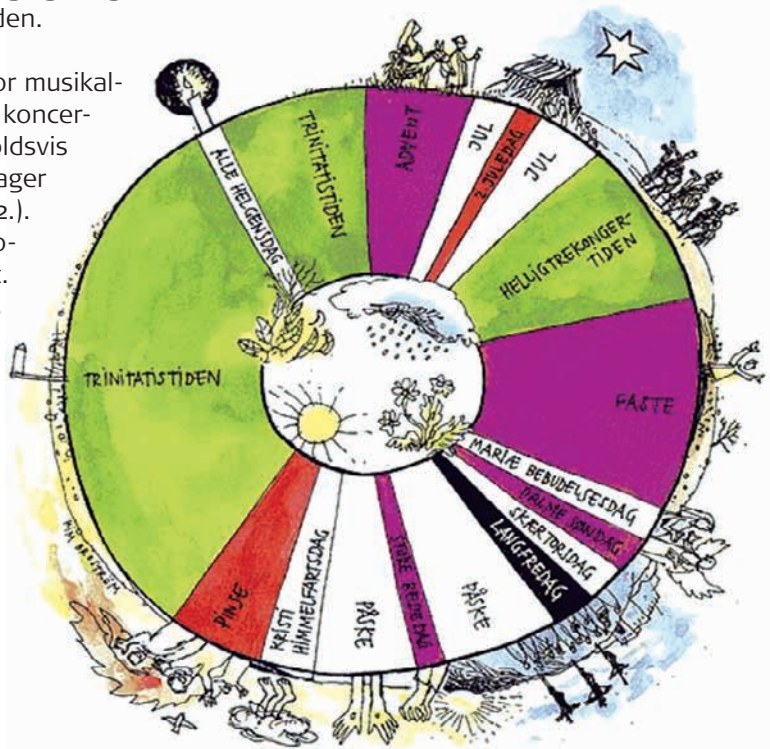 den.
or musikal-
koncer-
oldsvis
ager
2.).
o-
t.
ADVENT
JUL
2. JULEDAG
JUL
HELLIGTREKONGER-
TIDEN
FASTE
MARIÆ BEBUDELSESDAG
PALME SØNDAG
SKÆRTORSDAG
LANGFREDAG
PÅSKE
STORE BEDEDAG
PÅSKE
KRISTI
HIMMELFARTSDAG
PINSE
TRINITATISTIDEN
ALLE HELGENSDAG
TRINITATISTIDEN